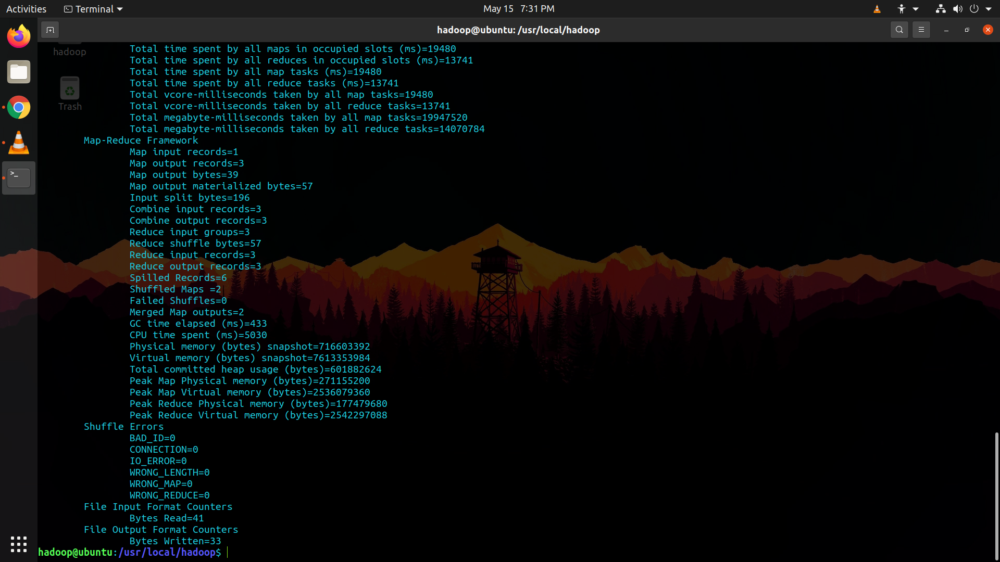 Activities
Terminal
May 15 7:31 PM
hadoop@ubuntu: /usr/local/hadoop
hadoop
Trash
Total time spent by all maps in occupied slots (ms)=19480
Total time spent by all reduces in occupied slots (ms)=13741
Total time spent by all map tasks (ms)=19480
Total time spent by all reduce tasks (ms)=13741
Total vcore-milliseconds taken by all map tasks=19480
Total vcore-milliseconds taken by all reduce tasks=13741
Total megabyte-milliseconds taken by all map tasks=19947520
Total megabyte-milliseconds taken by all reduce tasks=14070784
Map-Reduce Framework
Map input records=1
Map output records=3
Map output bytes=39
Map output materialized bytes=57
Input split bytes=196
Combine input records=3
Combine output records=3
Reduce input groups=3
Reduce shuffle bytes=57
Reduce input records=3
Reduce output records=3
Spilled Records=6
Shuffled Maps =2
Failed Shuffles=0
Merged Map outputs=2
GC time elapsed (ms)=433
CPU time spent (ms)=5030
Physical memory (bytes) snapshot=716603392
Virtual memory (bytes) snapshot=7613353984
Total committed heap usage (bytes)=601882624
Peak Map Physical memory (bytes)=271155200
Peak Map Virtual memory (bytes)=2536079360
Peak Reduce Physical memory (bytes)=177479680
Peak Reduce Virtual memory (bytes)=2542297088
Shuffle Errors
BAD_ID=0
CONNECTION=0
IO_ERROR=0
WRONG_LENGTH=0
WRONG_MAP=0
WRONG_REDUCE=0
File Input Format Counters
Bytes Read=41
File Output Format Counters
Bytes Written=33
hadoop@ubuntu:/usr/local/hadoop$